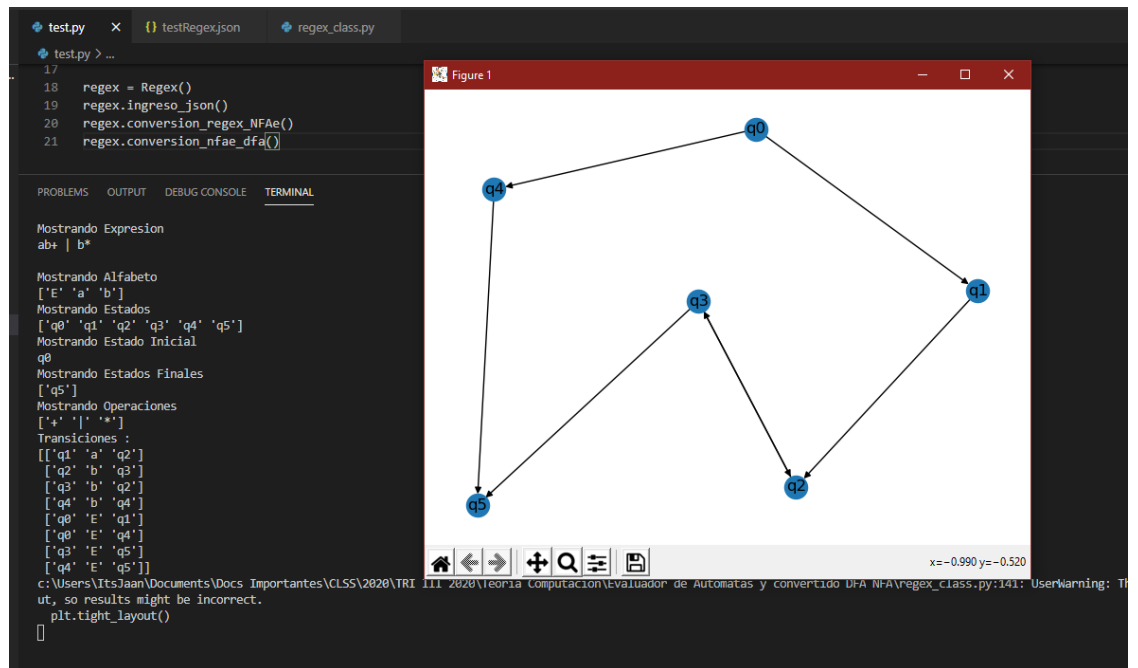 test.py × {} testRegex.json regex_class.py
test.py > ...
17
18 regex = Regex()
19 regex.ingreso_json()
20 regex.conversion_regex_NFAe()
21 regex.conversion_nfae_dfa()
PROBLEMS OUTPUT DEBUG CONSOLE TERMINAL
Mostrando Expresion
ab+ | b*
Mostrando Alfabeto
['E' 'a' 'b']
Mostrando Estados
['q0' 'q1' 'q2' 'q3' 'q4' 'q5']
Mostrando Estado Inicial
q0
Mostrando Estados Finales
['q5']
Mostrando Operaciones
['+' '|' '*']
Transiciones :
[['q1' 'a' 'q2']
['q2' 'b' 'q3']
['q3' 'b' 'q2']
['q4' 'b' 'q4']
['q0' 'E' 'q1']
['q0' 'E' 'q4']
['q3' 'E' 'q5']
['q4' 'E' 'q5']]
c:\Users\ItsJaan\Documents\Docs Importantes\CLSS\2020\TRI III 2020\Teoria Computacion\Evaluador de Automatas y convertido DFA NFA\regex_class.py:141: UserWarning: Th
ut, so results might be incorrect.
plt.tight_layout()
Figure 1
q0
q4
q1
q3
q2
q5
x=−0.990 y=−0.520